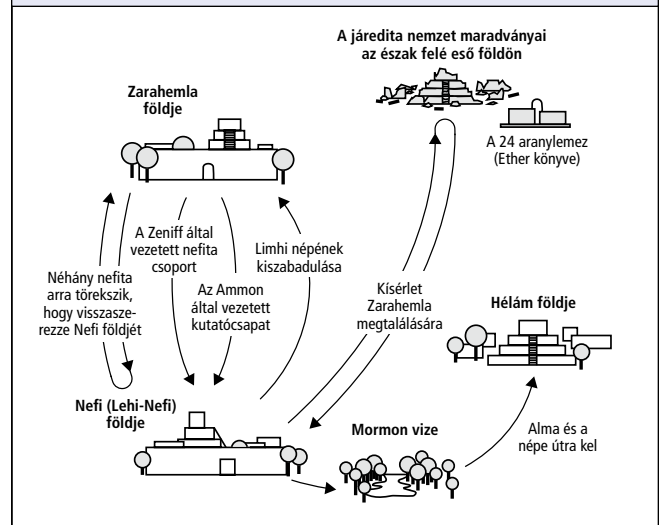 A járedita nemzet maradványai
az észak felé eső földön
Zarahemla
földje
A 24 aranylemez
(Ether könyve)
A Zeniff által
vezetett nefita
csoport
Limhi népének
kiszabadulása
Néhány nefita
arra törekszik,
hogy visszasze-
rezze Nefi földjét
Az Ammon
által vezetett
kutatócsapat
Kísérlet
Zarahemla
megtalálására
Hélám földje
Nefi (Lehi-Nefi)
földje
Mormon vize
Alma és a
népe útra kel